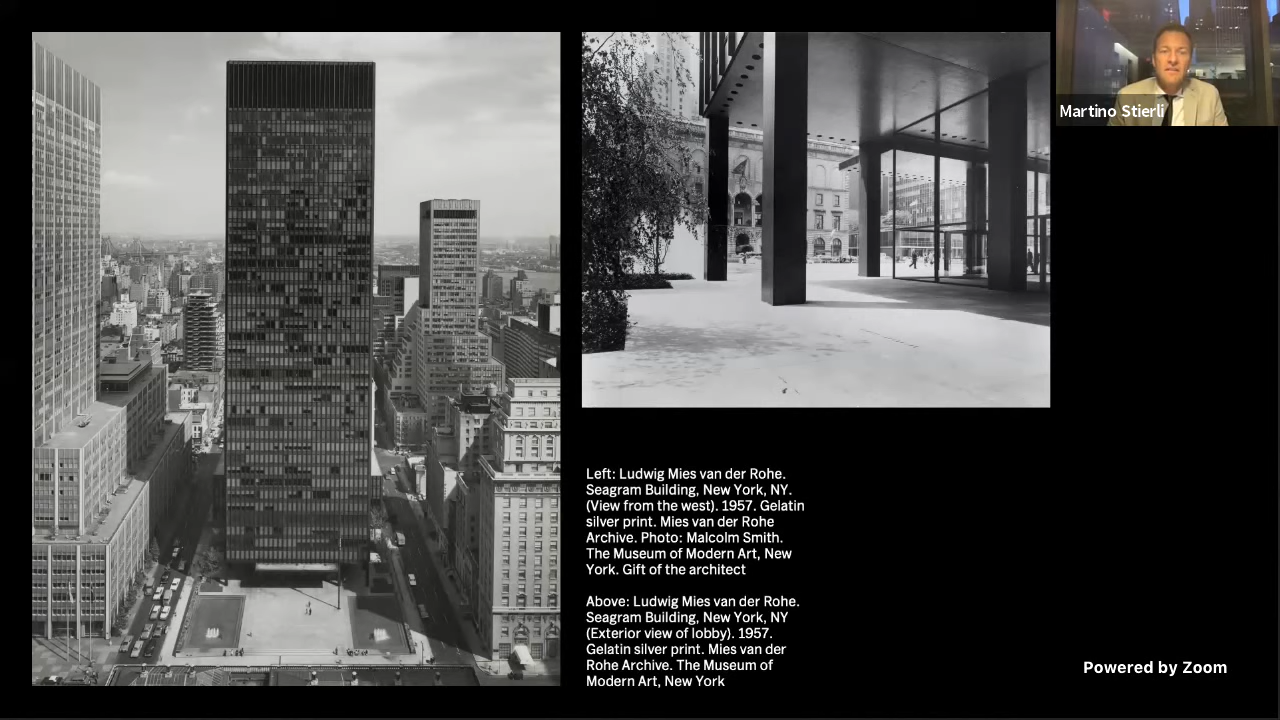 Martino Stierli
Left: Ludwig Mies van der Rohe.
Seagram Building, New York, NY.
(View from the west). 1957. Gelatin
silver print. Mies van der Rohe
Archive. Photo: Malcolm Smith.
The Museum of Modern Art, New
York. Gift of the architect
Above: Ludwig Mies van der Rohe.
Seagram Building, New York, NY
(Exterior view of lobby). 1957.
Gelatin silver print. Mies van der
Rohe Archive. The Museum of
Modern Art, New York
Powered by Zoom